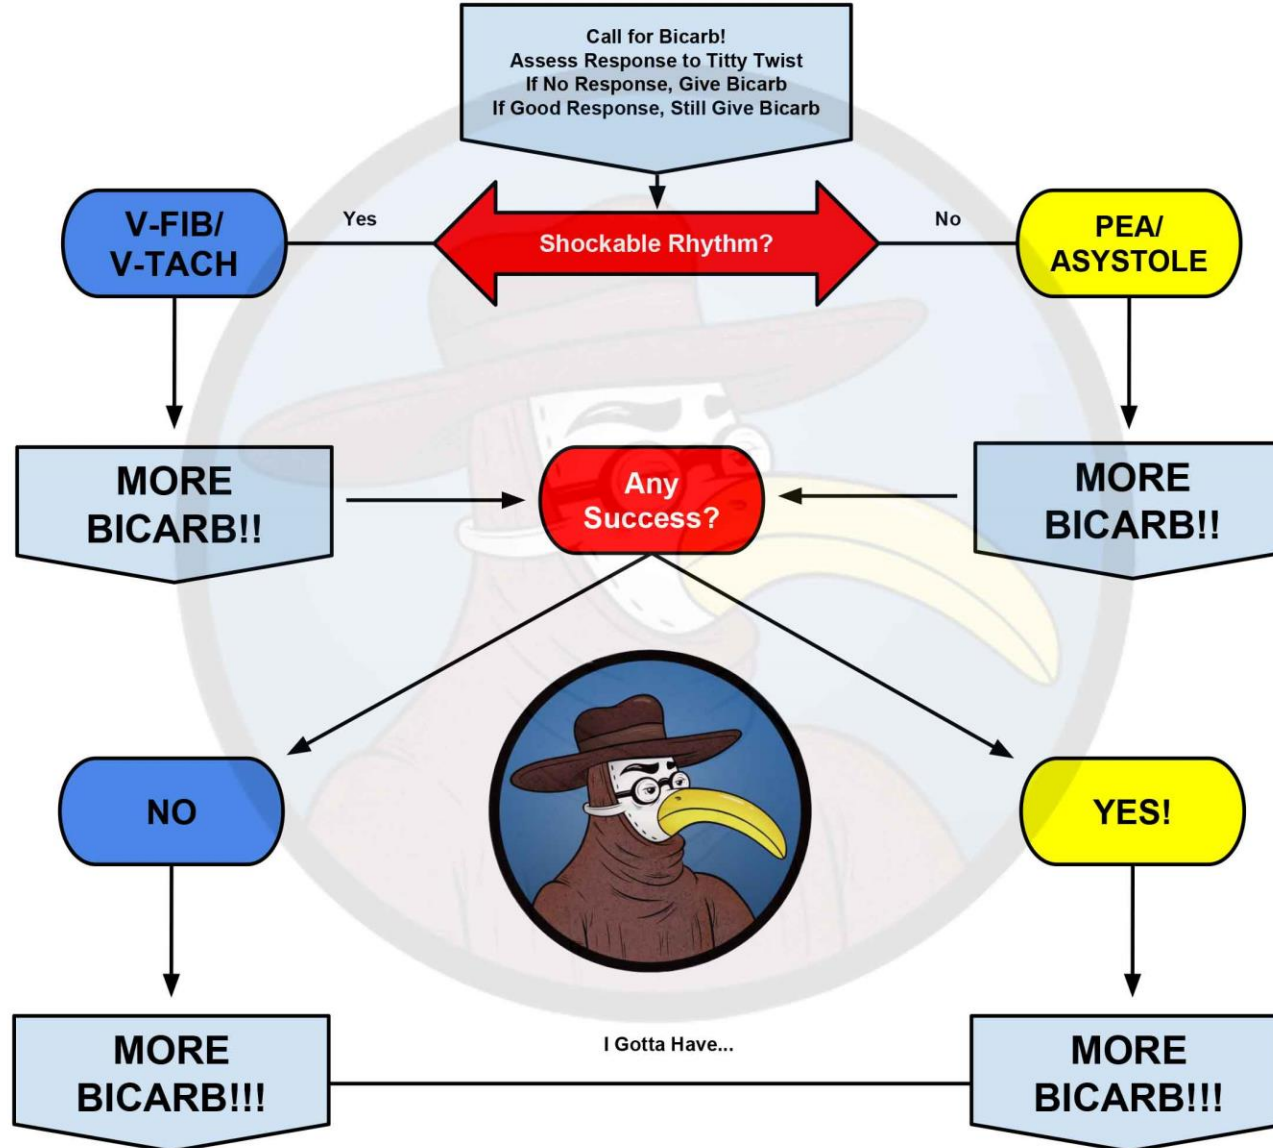 Call for Bicarb!
Assess Response to Titty Twist
If No Response, Give Bicarb
If Good Response, Still Give Bicarb
V-FIB/
V-TACH
Yes
Shockable Rhythm?
No
PEA/
ASYSTOLE
MORE
BICARB!!
Any
Success?
MORE
BICARB!!
NO
YES!
MORE
BICARB!!!
I Gotta Have...
MORE
BICARB!!!